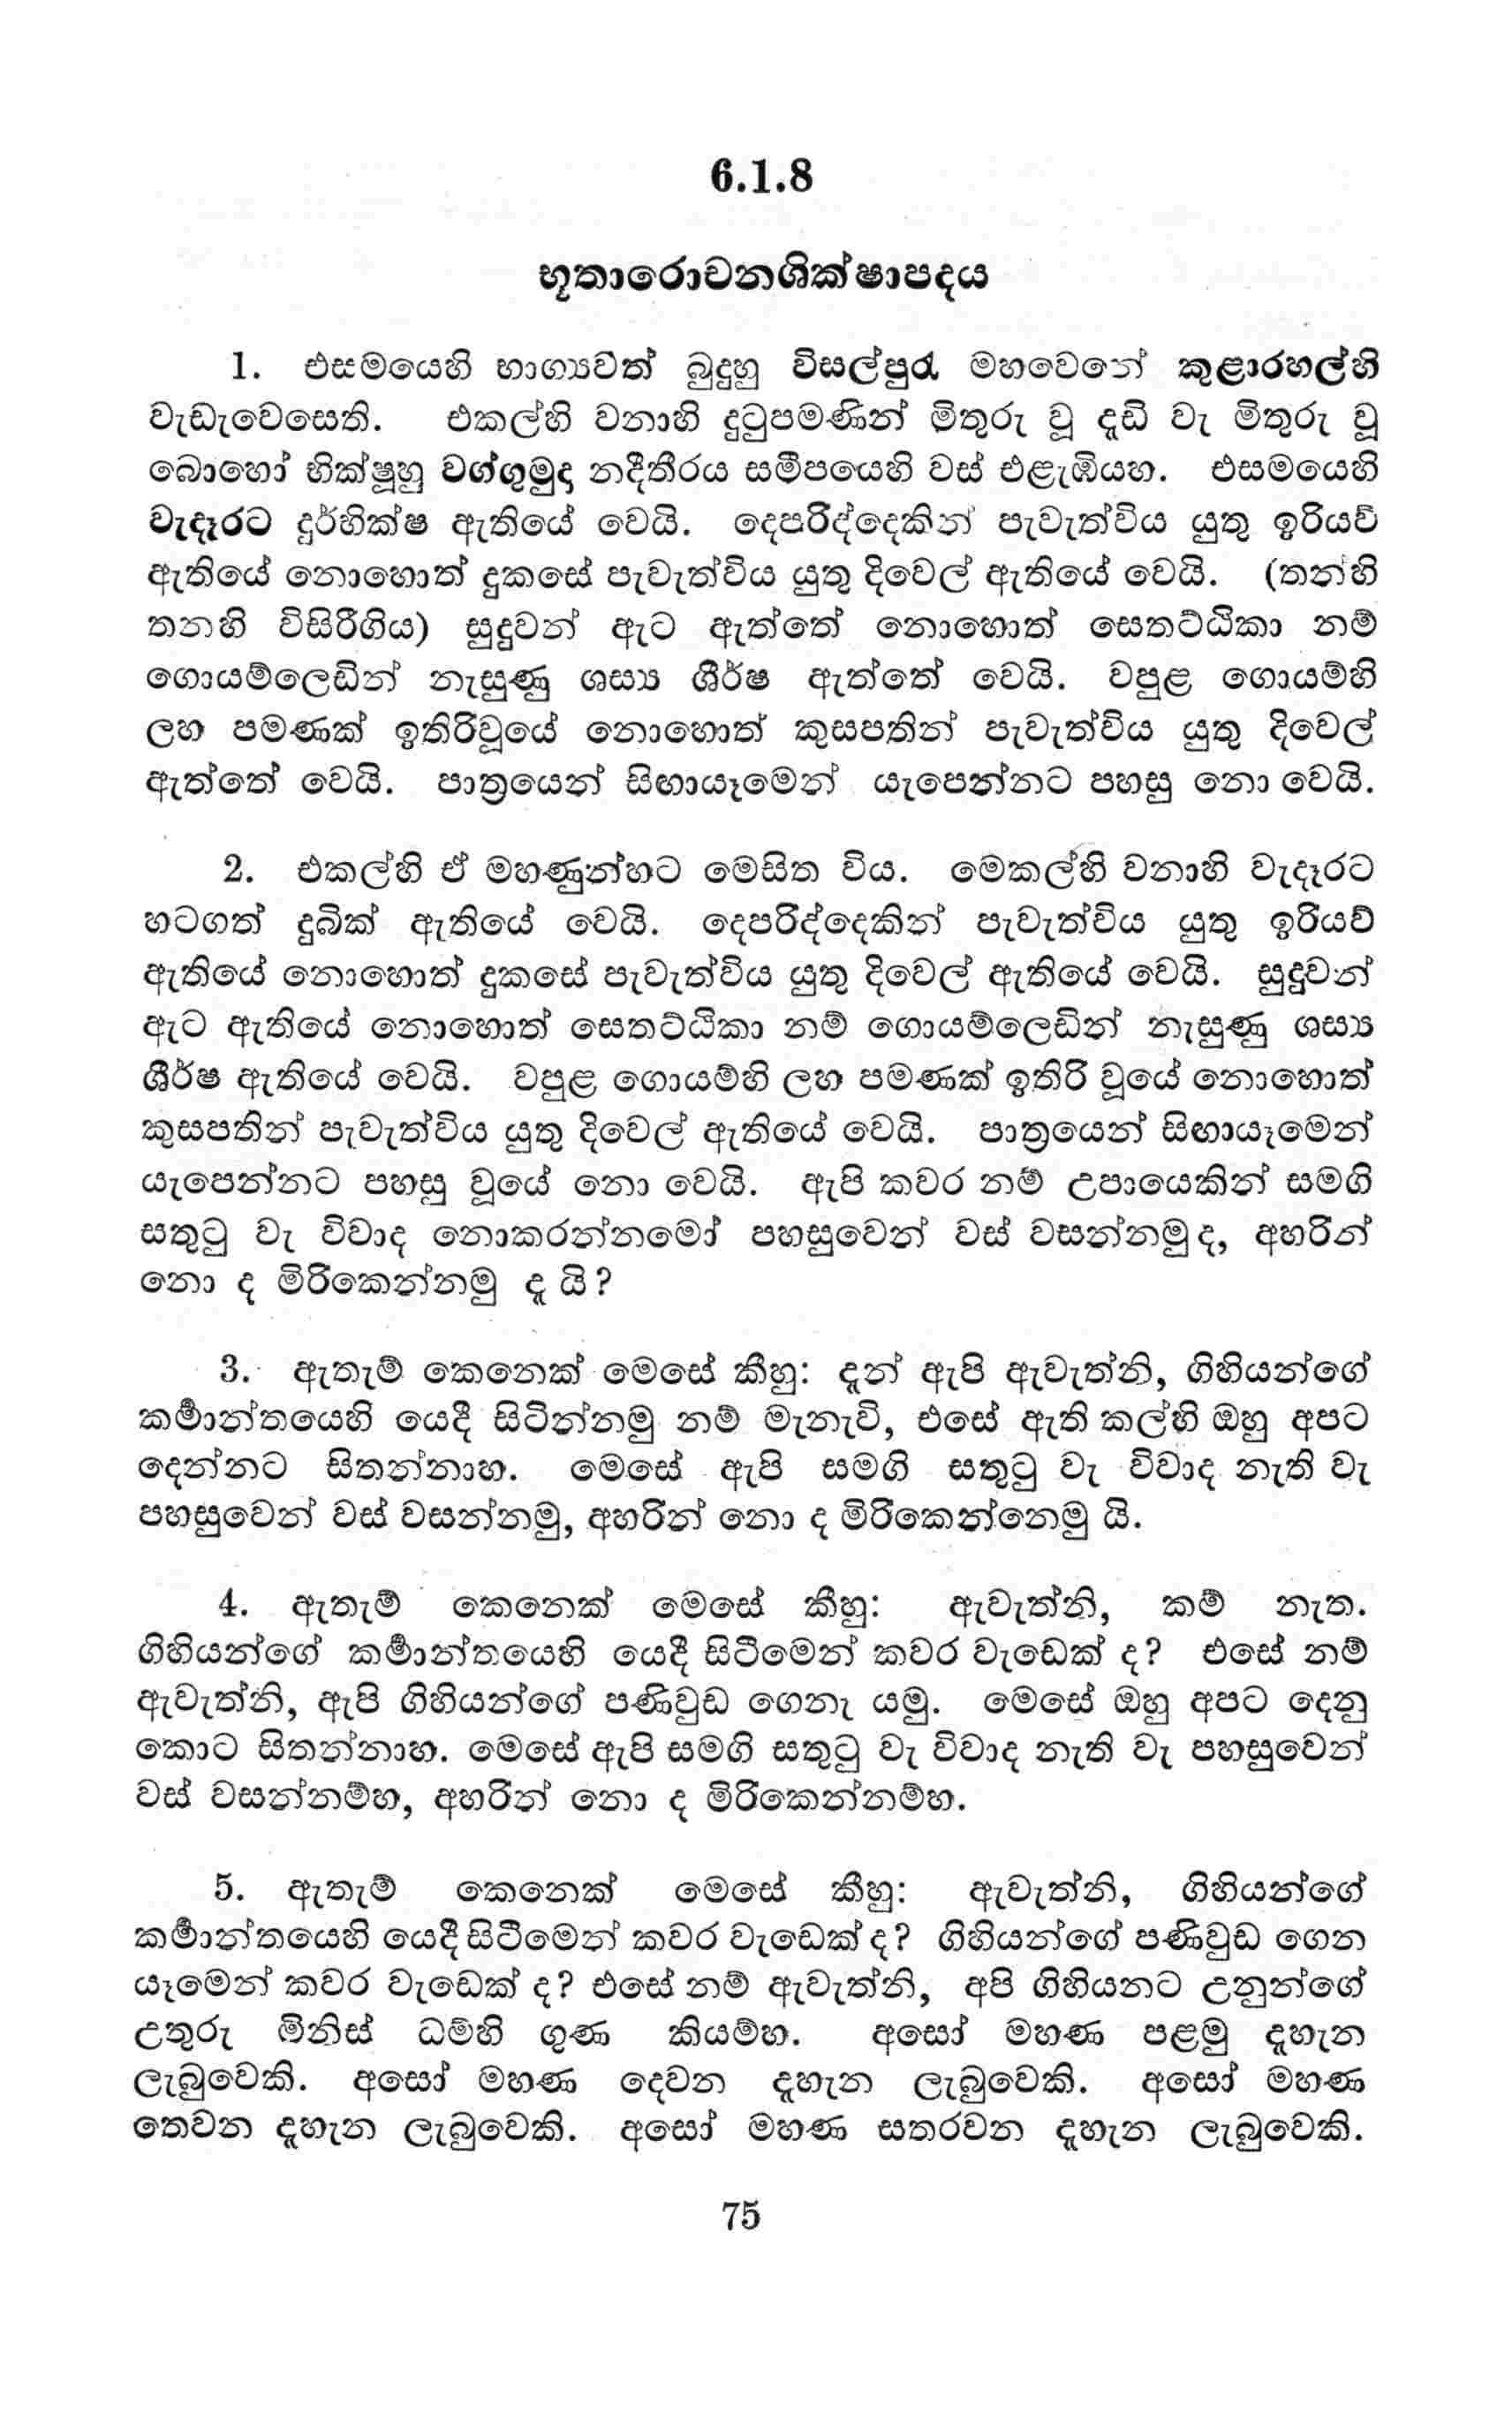 6.1.8
භූතාරොචනශික්ෂාපදය
1. එසමයෙහි භාග්‍යවත් බුදුහු විසල්පුර මහවෙනේ කුළාරහල්හි
වැඩැවෙසෙති. එකල්හි වනාහි දුටුපමණින් මිතුරු වූ දැඩි වැ මිතුරු වූ
බොහෝ භික්ෂූහු වග්ගුමුදා නදීතීරය සමීපයෙහි වස් එළැඹියහ. එසමයෙහි
වැදෑරට දුර්භික්ෂ ඇතියේ වෙයි. දෙපරිද්දෙකින් පැවැත්විය යුතු ඉරියව්
ඇතියේ නොහොත් දුකසේ පැවැත්විය යුතු දිවෙල් ඇතියේ වෙයි. (තන්හි
තනහි විසිරීගිය) සුදුවන් ඇට ඇත්තේ නොහොත් සෙතට්ඨිකා නම්
ගොයම්ලෙඩින් නැසුණු ශස්‍ය ශීර්ෂ ඇත්තේ වෙයි. වපුළ ගොයම්හි
ලහ පමණක් ඉතිරිවූයේ නොහොත් කුසපතින් පැවැත්විය යුතු දිවෙල්
ඇත්තේ වෙයි. පාත්‍රයෙන් සිඟායෑමෙන් යැපෙන්නට පහසු නො වෙයි.
2. එකල්හි ඒ මහණුන්හට මෙසිත විය. මෙකල්හි වනාහි වැදෑරට
හටගත් දුබික් ඇතියේ වෙයි. දෙපරිද්දෙකින් පැවැත්විය යුතු ඉරියව්
ඇතියේ නොහොත් දුකසේ පැවැත්විය යුතු දිවෙල් ඇතියේ වෙයි. සුදුවන්
ඇට ඇතියේ නොහොත් සෙතට්ඨිකා නම් ගොයම්ලෙඩින් නැසුණු ශස්‍ය
ශීර්ෂ ඇතියේ වෙයි. වපුළ ගොයම්හි ලහ පමණක් ඉතිරි වූයේ නොහොත්
කුසපතින් පැවැත්විය යුතු දිවෙල් ඇතියේ වෙයි. පාත්‍රයෙන් සිඟායෑමෙන්
යැපෙන්නට පහසු වූයේ නො වෙයි. ඇපි කවර නම් උපායෙකින් සමගි
සතුටු වැ විවාද නොකරන්නමෝ පහසුවෙන් වස් වසන්නමු ද, අහරින්
නො ද මිරිකෙන්නමු දැ යි?
3. ඇතැම් කෙනෙක් මෙසේ කීහු: දැන් ඇපි ඇවැත්නි, ගිහියන්ගේ
කර්‍මාන්තයෙහි යෙදී සිටින්නමු නම් මැනැවි, එසේ ඇති කල්හි ඔහු අපට
දෙන්නට සිතන්නාහ. මෙසේ ඇපි සමගි සතුටු වැ විවාද නැති වැ
පහසුවෙන් වස් වසන්නමු, අහරින් නො ද මිරිකෙන්නෙමු යි.
4. ඇතැම් කෙනෙක් මෙසේ කීහු: ඇවැත්නි, කම් නැත.
ගිහියන්ගේ කර්‍මාන්තයෙහි යෙදී සිටීමෙන් කවර වැඩෙක් ද? එසේ නම්
ඇවැත්නි, ඇපි ගිහියන්ගේ පණිවුඩ ගෙනැ යමු. මෙසේ ඔහු අපට දෙනු
කොට සිතන්නාහ. මෙසේ ඇපි සමගි සතුටු වැ විවාද නැති වැ පහසුවෙන්
වස් වසන්නම්හ, අහරින් නො ද මිරිකෙන්නම්හ.
5. ඇතැම් කෙනෙක් මෙසේ කීහු: ඇවැත්නි, ගිහියන්ගේ
කර්‍මාන්තයෙහි යෙදී සිටීමෙන් කවර වැඩෙක් ද? ගිහියන්ගේ පණිවුඩ ගෙන
යෑමෙන් කවර වැඩෙක් ද? එසේ නම් ඇවැත්නි, අපි ගිහියනට උනුන්ගේ
උතුරු මිනිස් ධම්හි ගුණ කියම්හ. අසෝ මහණ පළමු දැහැන
ලැබුවෙකි. අසෝ මහණ දෙවන දැහැන ලැබුවෙකි. අසෝ මහණ
තෙවන දැහැන ලැබුවෙකි. අසෝ මහණ සතරවන දැහැන ලැබුවෙකි.
75